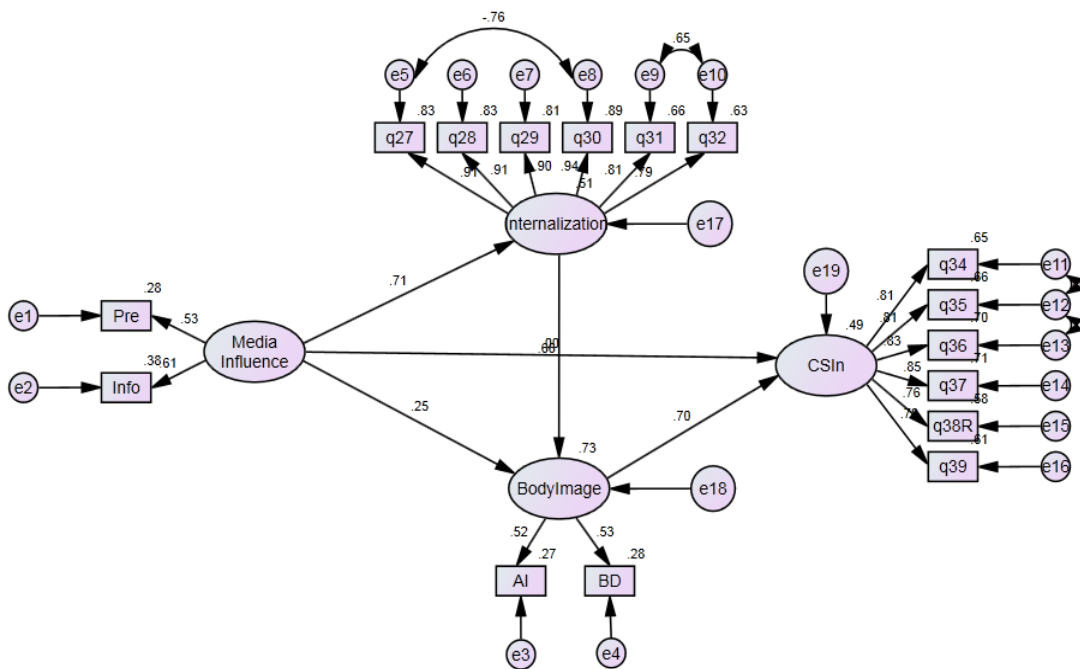 -.76
.65
e5
e6
e7
e8
e9
e10
.83
.83
.81
.89
.66
.63
q27
q28
q29
q30
q31
q32
.91
.91
.90
.94
.81
.79
.51
nternalization
e17
e19
.65
q34
e11
.66
q35
e12
.70
q36
e13
.71
q37
e14
.58
q38R
e15
.61
q39
e16
.81
.81
.83
.85
.76
.49
CSIn
.71
.28
e1
Pre
.53
Media
Influence
.38
.61
e2
Info
.25
.70
.73
BodyImage
e18
.52
.53
.27
.28
AI
BD
e3
e4